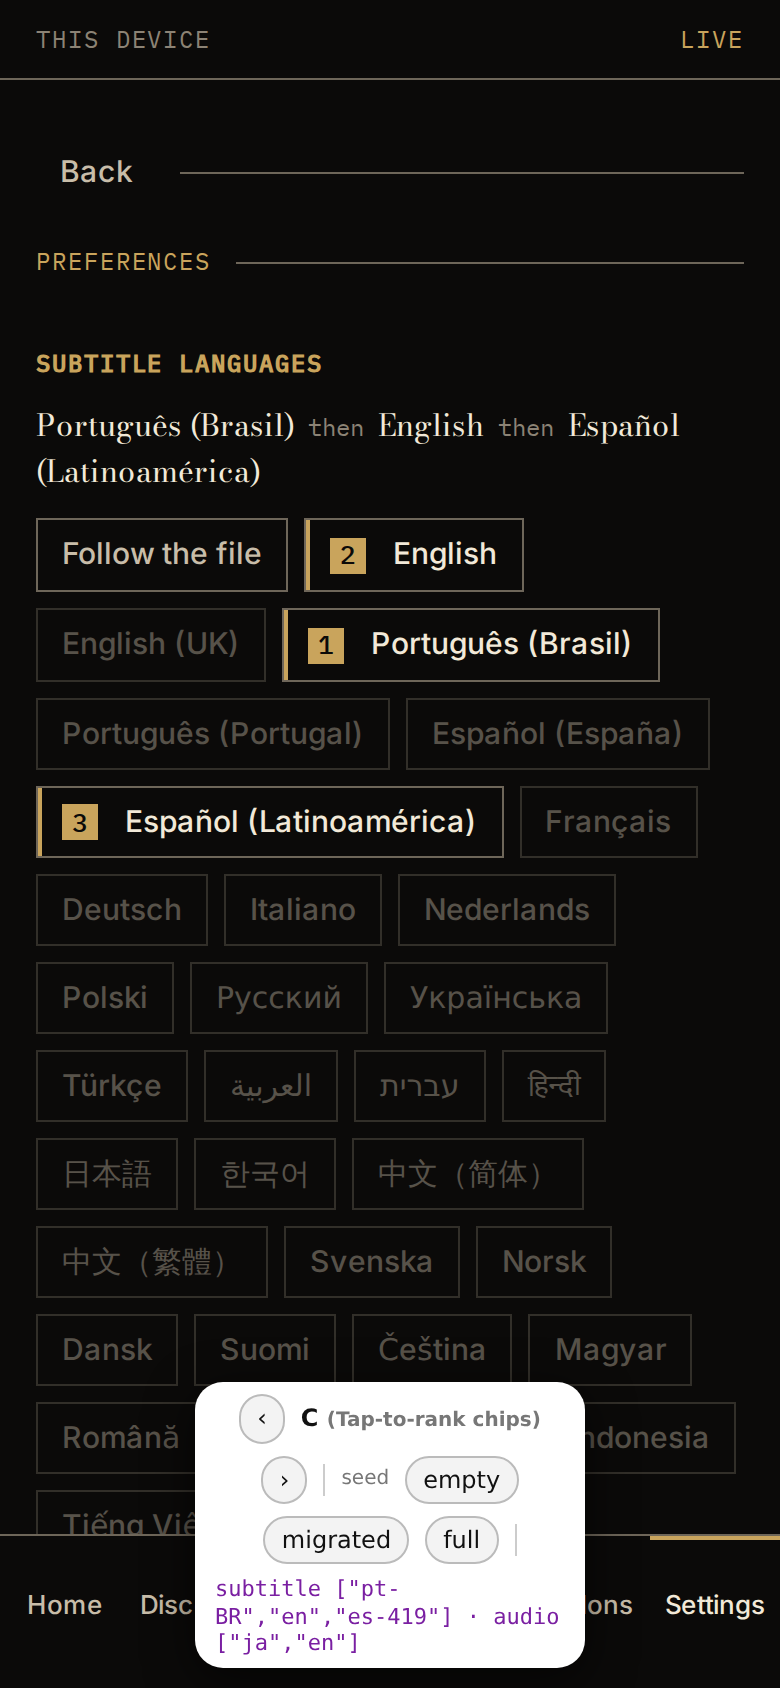 THIS DEVICE LIVE
Back
PREFERENCES
SUBTITLE LANGUAGES
Português (Brasil) then English then Español
(Latinoamérica)
Follow the file 2 English
English (UK) 1 Português (Brasil)
Português (Portugal) Español (España)
3 Español (Latinoamérica) Français
Deutsch Italiano Nederlands
Polski Русский Українська
Türkçe العربية עברית हिन्दी
日本語 한국어 中文（简体）
中文（繁體） Svenska Norsk
Dansk Suomi Čeština Magyar
Română ndonesia
Tiếng Việ
‹ C (Tap-to-rank chips)
› seed empty
migrated full
subtitle ["pt-
BR","en","es-419"] · audio
["ja","en"]
Home Disc ions Settings